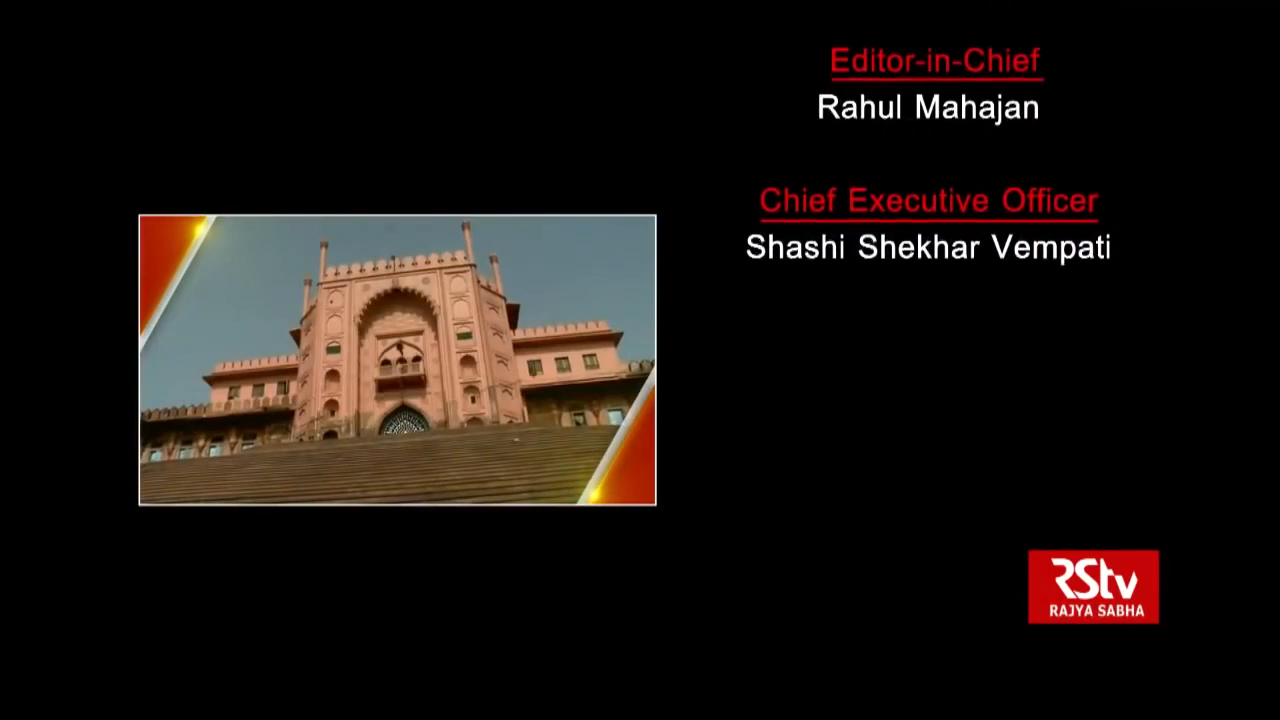 Editor-in-Chief
Rahul Mahajan
Chief Executive Officer
Shashi Shekhar Vempati
RStv
RAJYA SABHA